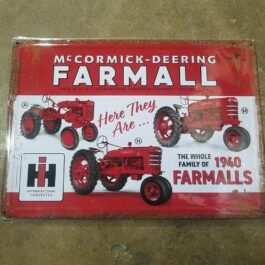 McCORMICK-DEERING
FARMALL
Here They
Are...
A
H
M
IH
INTERNATIONAL
HARVESTER
THE WHOLE
FAMILY OF 1940
FARMALLS